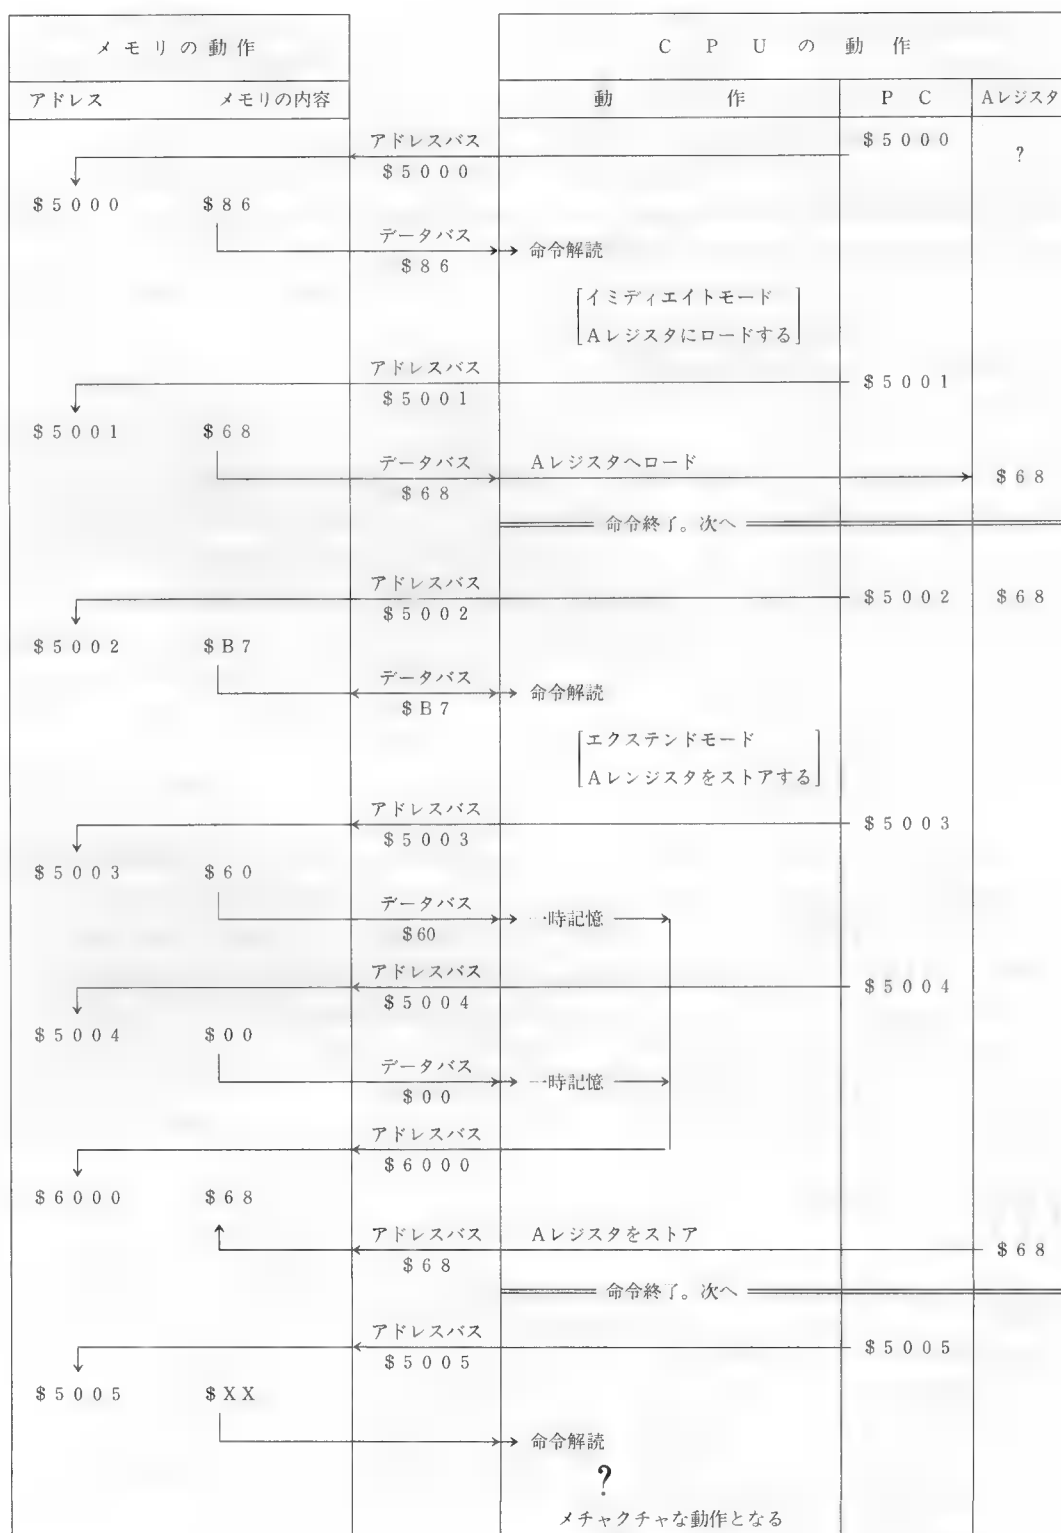 メモリの動作
CPUの動作
アドレス メモリの内容
動作 PC Aレジスタ
アドレスバス $5000 ?
$5000
$5000 $86
データバス 命令解読
$86
イミディエイトモード
Aレジスタにロードする
アドレスバス $5001
$5001
$5001 $68
データバス Aレジスタへロード $68
$68
命令終了。次へ
アドレスバス $5002 $68
$5002
$5002 $B7
データバス 命令解読
$B7
エクステンドモード
Aレンジスタをストアする
アドレスバス $5003
$5003
$5003 $60
データバス 一時記憶
$60
アドレスバス $5004
$5004
$5004 $00
データバス 一時記憶
$00
アドレスバス
$6000
$6000 $68
アドレスバス Aレジスタをストア $68
$68
命令終了。次へ
アドレスバス $5005
$5005
$5005 $XX
命令解読
?
メチャクチャな動作となる